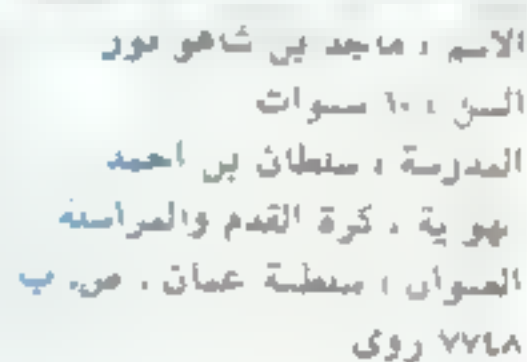 الاسم : ماجد بن شاهو نور
السن : ١٠ سنوات
المدرسة : سلطان بن احمد
الهواية : كرة القدم والمراسلة
العنوان : سلطنة عمان . ص. ب
٧٧٤٨ روى